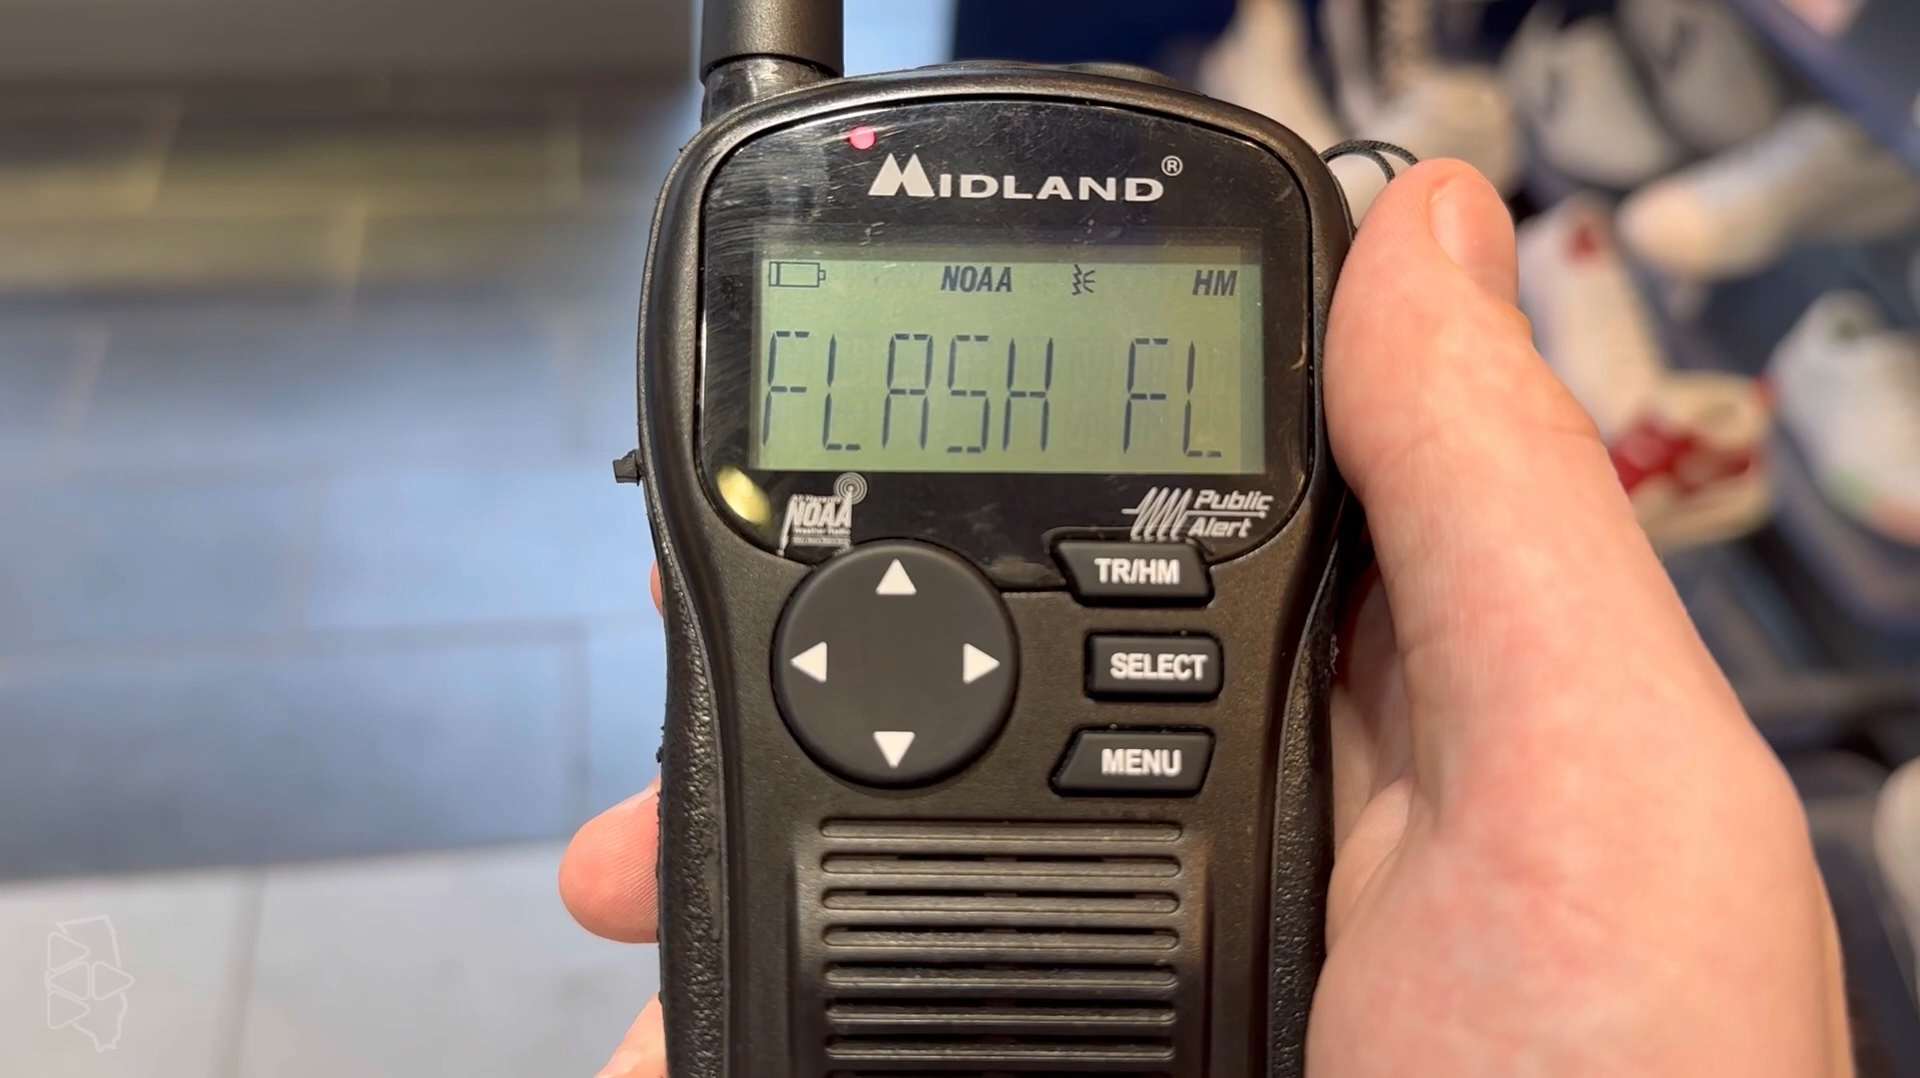 MIDLAND®
NOAA HM
FLASH FL
NOAA
Public
Alert
TR/HM
SELECT
MENU